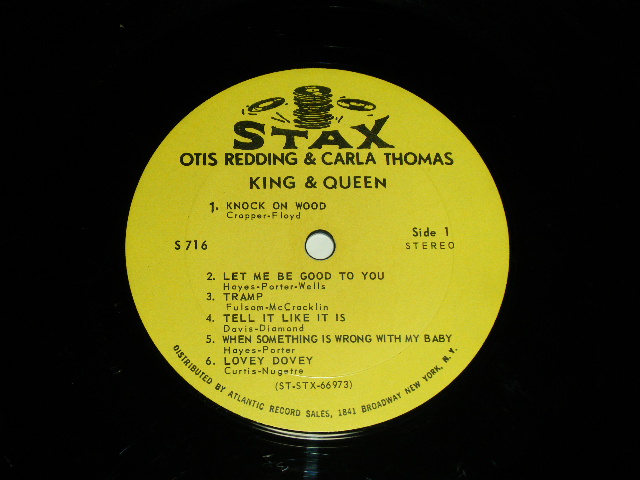 STAX
OTIS REDDING & CARLA THOMAS
KING & QUEEN
1. KNOCK ON WOOD
Cropper-Floyd
S 716
Side 1
STEREO
2. LET ME BE GOOD TO YOU
Hayes-Porter-Wells
3. TRAMP
Fulsom-McCracklin
4. TELL IT LIKE IT IS
Davis-Diamond
5. WHEN SOMETHING IS WRONG WITH MY BABY
Hayes-Porter
6. LOVEY DOVEY
Curtis-Nugetre
(ST-STX-66973)
DISTRIBUTED BY ATLANTIC RECORD SALES, 1841 BROADWAY NEW YORK, N.Y.